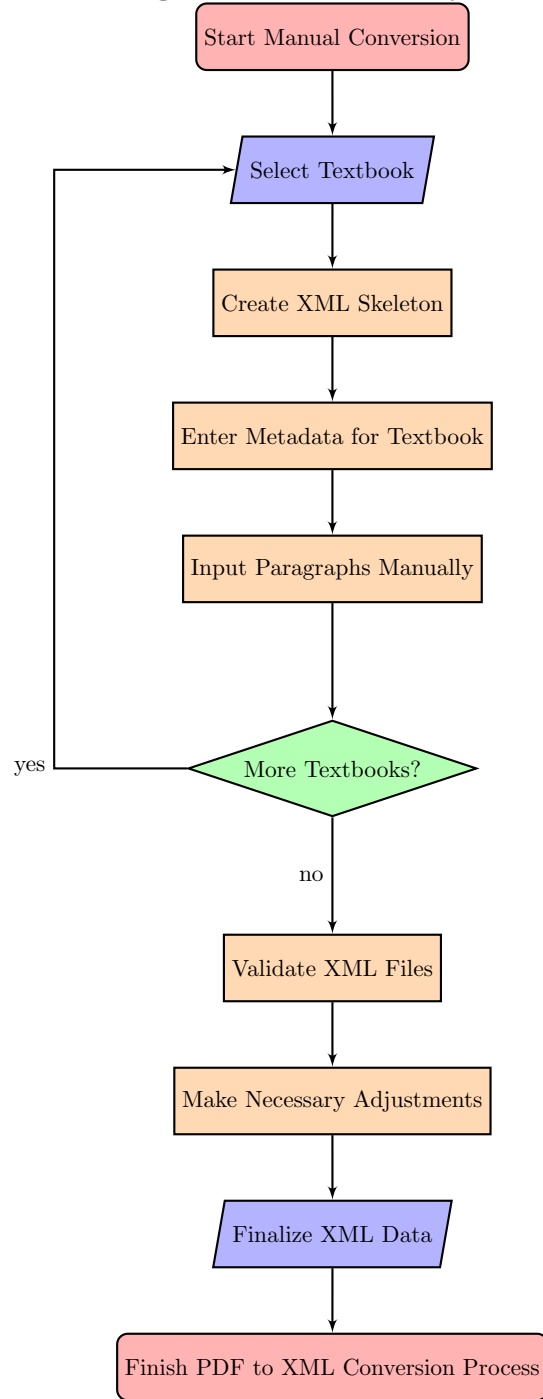 Start Manual Conversion
Select Textbook
Create XML Skeleton
Enter Metadata for Textbook
Input Paragraphs Manually
yes
More Textbooks?
no
Validate XML Files
Make Necessary Adjustments
Finalize XML Data
Finish PDF to XML Conversion Process